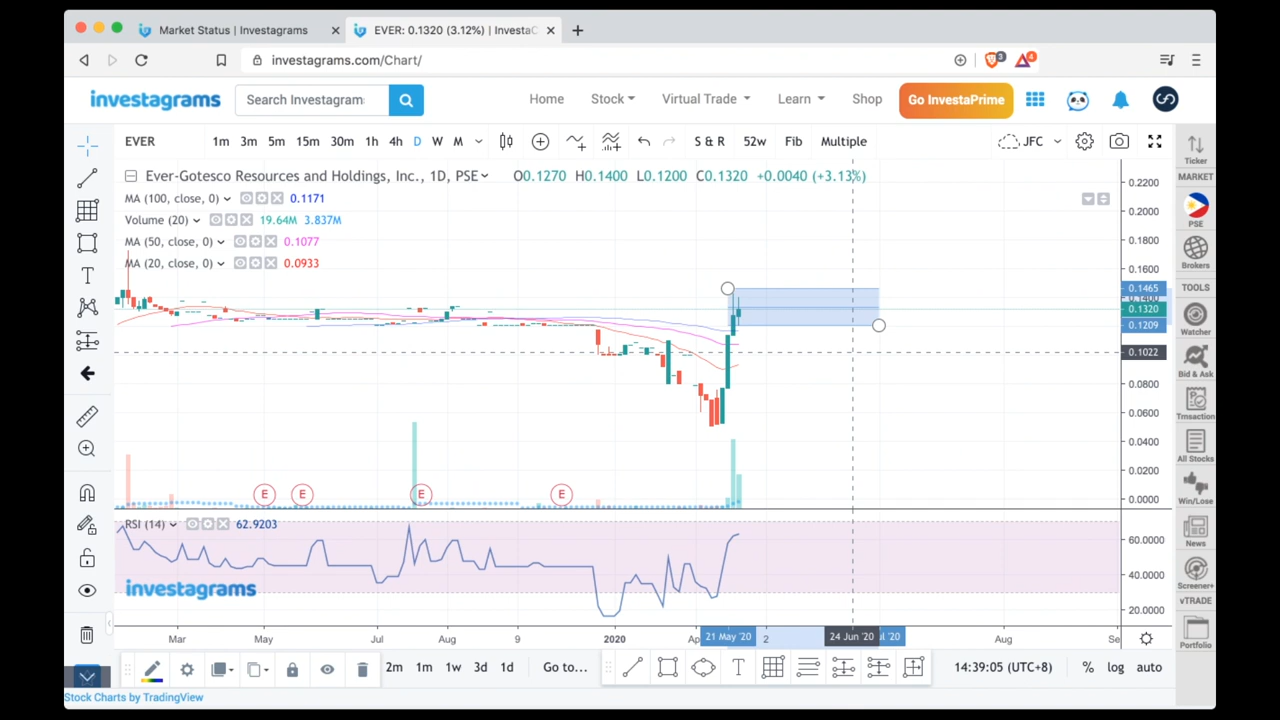 Market Status | Investagrams
EVER: 0.1320 (3.12%) | InvestaC
investagrams.com/Chart/
3
4
investagrams
Search Investagram
Home
Stock
Virtual Trade
Learn
Shop
Go InvestaPrime
EVER
1m 3m 5m 15m 30m 1h 4h D W M
S & R
52w
Fib
Multiple
JFC
Ticker
Ever-Gotesco Resources and Holdings, Inc., 1D, PSE
O0.1270 H0.1400 L0.1200 C0.1320 +0.0040 (+3.13%)
MA (100, close, 0) 0.1171
Volume (20) 19.64M 3.837M
MA (50, close, 0) 0.1077
MA (20, close, 0) 0.0933
0.2200
0.2000
0.1800
0.1600
0.1465
0.1400
0.1320
0.1209
0.1022
0.0800
0.0600
0.0400
0.0200
0.0000
MARKET
PSE
Brokers
TOOLS
Watcher
Bid & Ask
Trnsaction
All Stocks
Win/Lose
News
Screener+
vTRADE
Portfolio
T
E
E
E
E
RSI (14) 62.9203
60.0000
40.0000
20.0000
investagrams
Mar
May
Jul
Aug
9
2020
Ap
21 May '20
2
24 Jun '20
ul '20
Aug
Se
2m 1m 1w 3d 1d
Go to...
T
14:39:05 (UTC+8)
%
log
auto
Stock Charts by TradingView